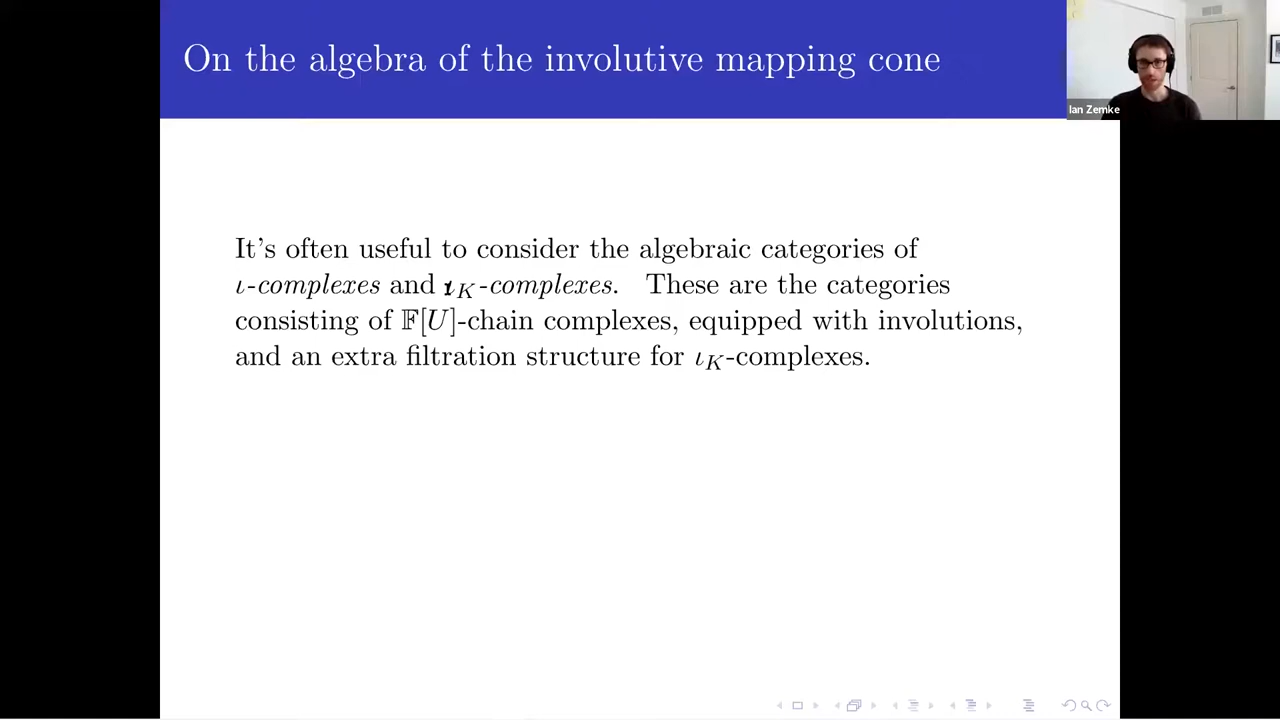 On the algebra of the involutive mapping cone
Ian Zemke
It's often useful to consider the algebraic categories of
ι-complexes and ι_K-complexes. These are the categories
consisting of 𝔽[U]-chain complexes, equipped with involutions,
and an extra filtration structure for ι_K-complexes.